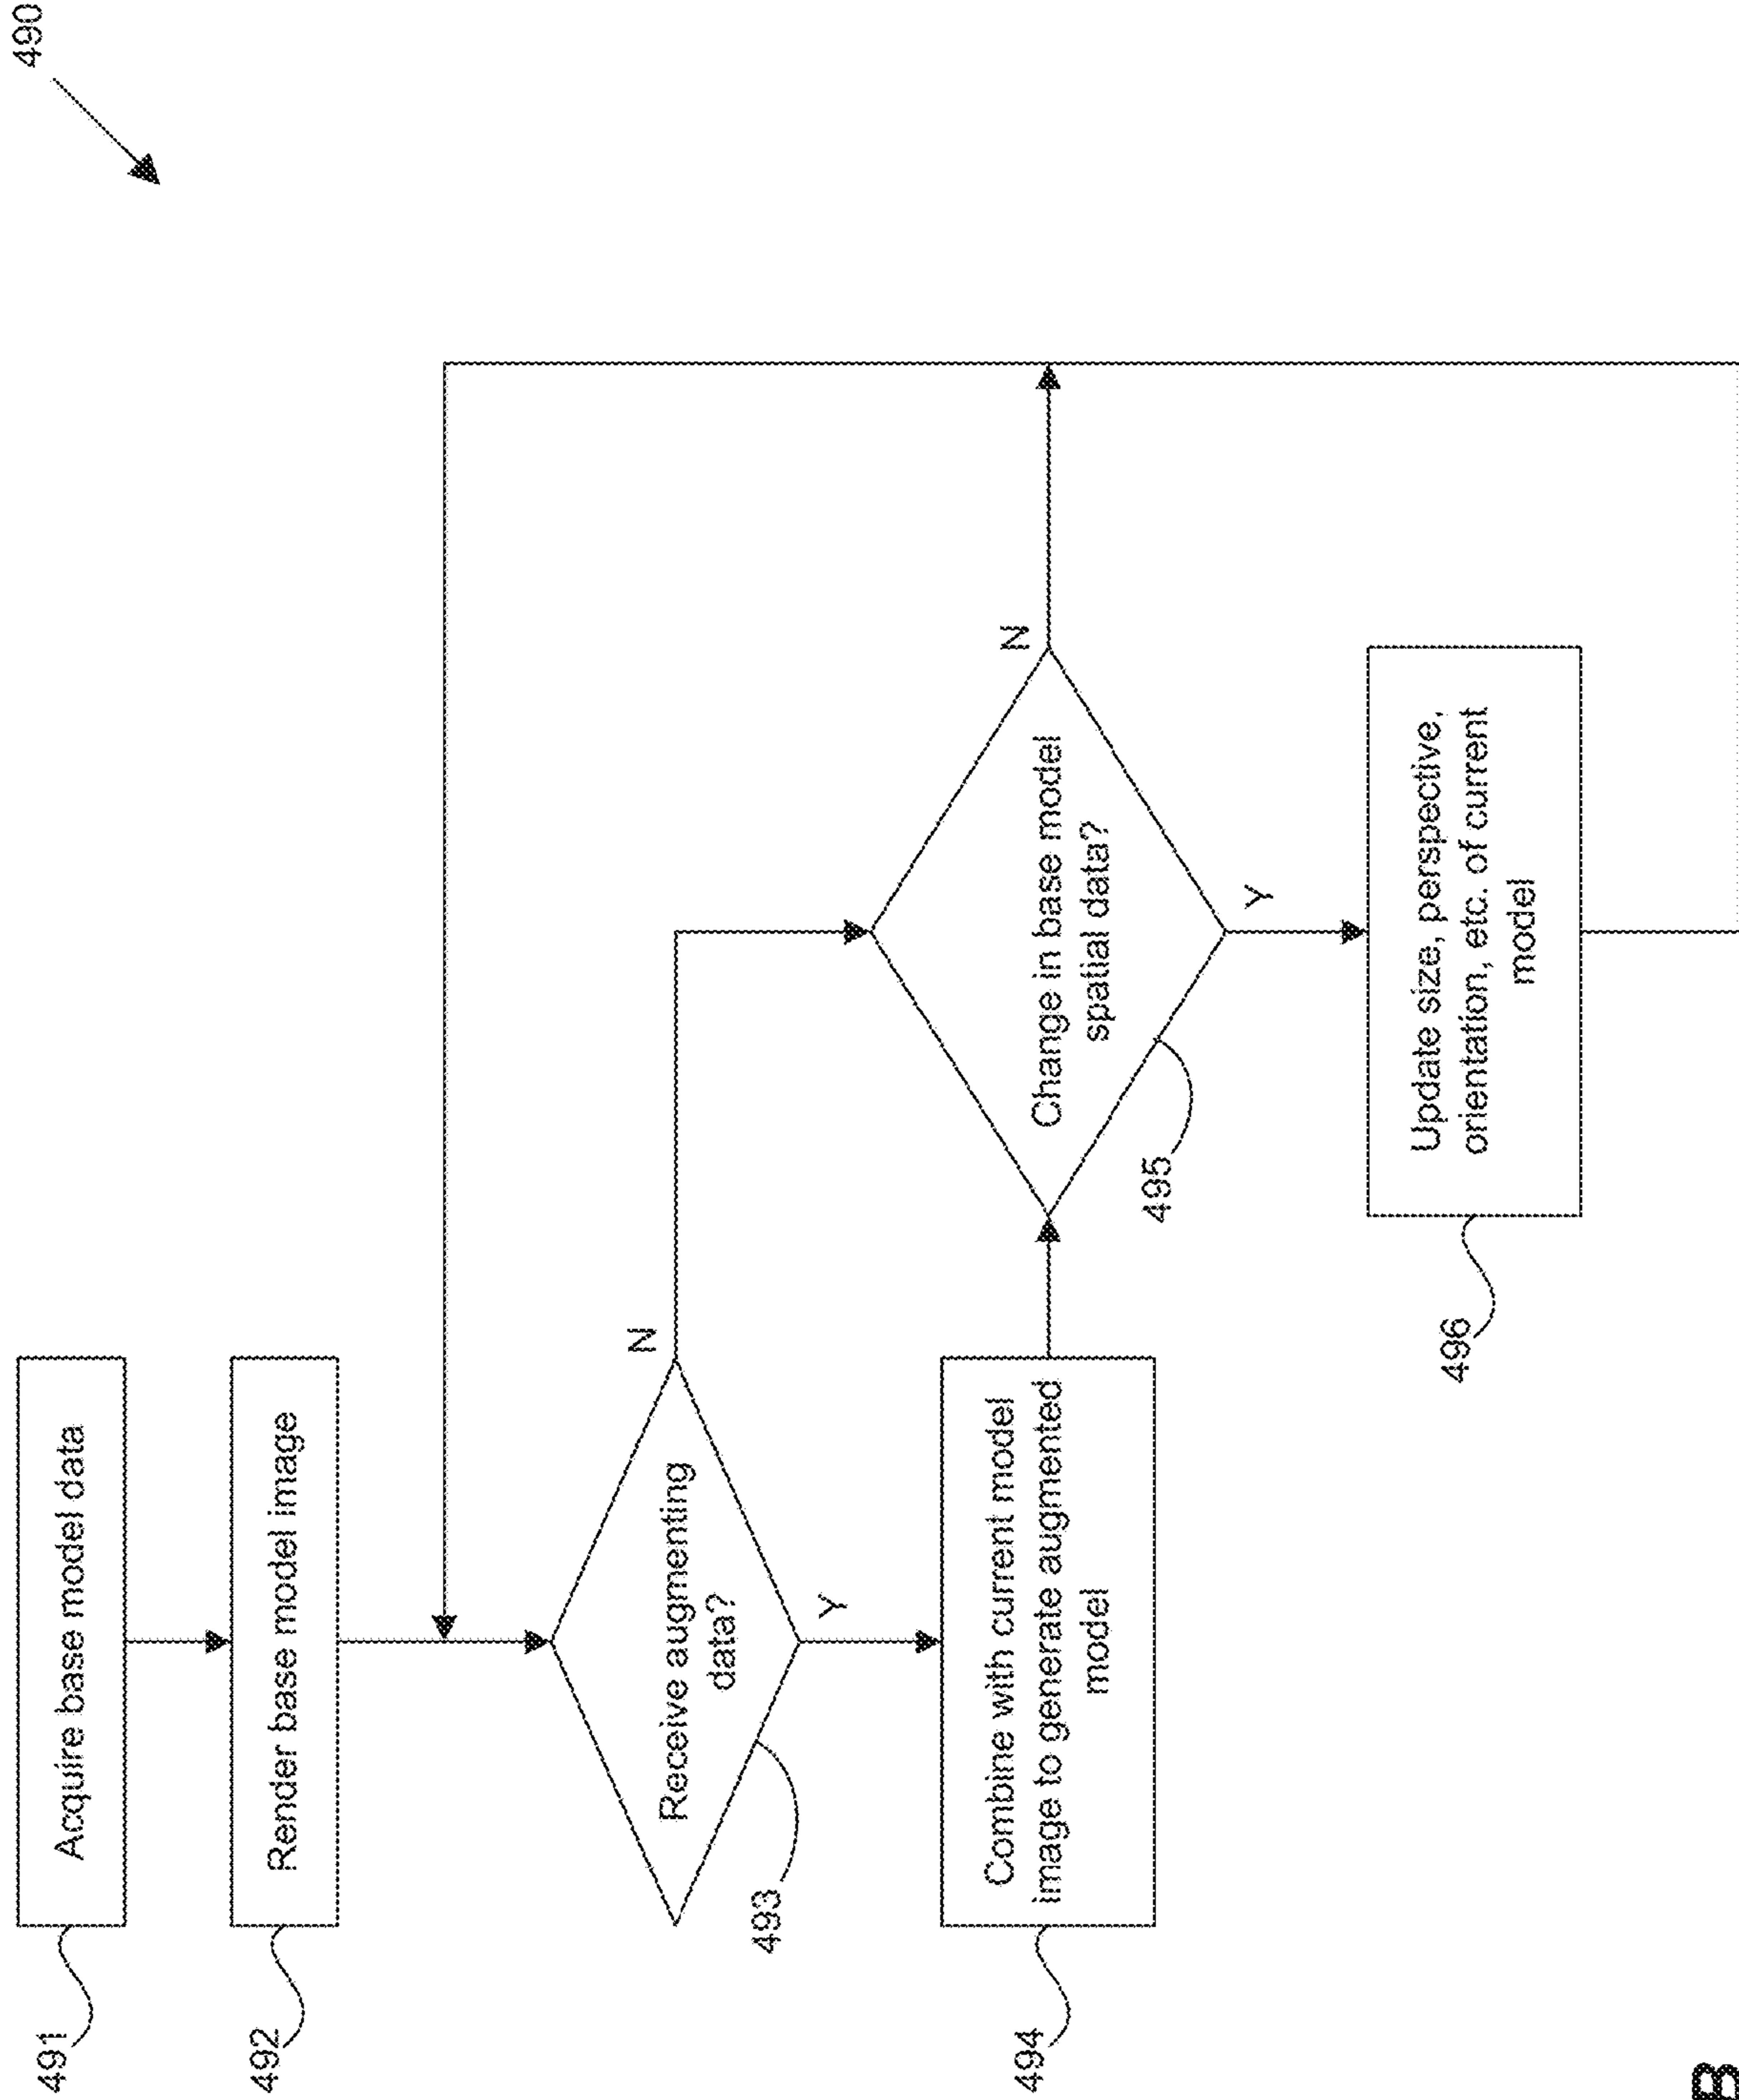 490
491
Acquire base model data
492
Render base model image
Receive augmenting
data?
N
Y
493
494
Combine with current model
image to generate augmented
model
Change in base model
spatial data?
N
Y
495
496
Update size, perspective,
orientation, etc. of current
model
B